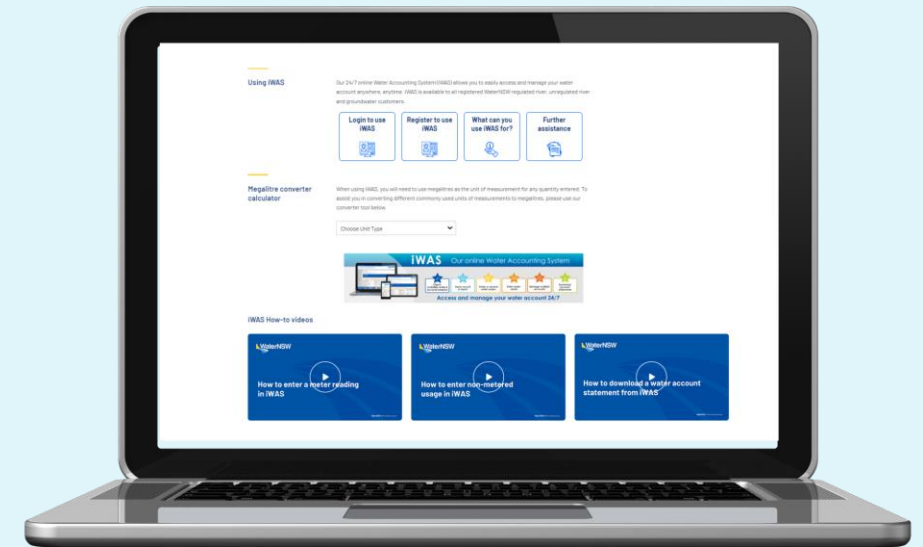 Using iWAS
Our 24/7 online Water Accounting System (iWAS) allows you to easily access and manage your water
account anywhere, anytime. iWAS is available to all registered WaterNSW regulated river, unregulated river
and groundwater customers.
Login to use
iWAS
Register to use
iWAS
What can you
use iWAS for?
Further
assistance
Megalitre converter
calculator
When using iWAS, you will need to use megalitres as the unit of measurement for any quantity entered. To
assist you in converting different commonly used units of measurements to megalitres, please use our
converter tool below.
Choose Unit Type
iWAS Our online Water Accounting System
Access and manage your water account 24/7
iWAS How-to videos
WaterNSW
How to enter a meter reading
in iWAS
WaterNSW
How to enter non-metered
usage in iWAS
WaterNSW
How to download a water account
statement from iWAS